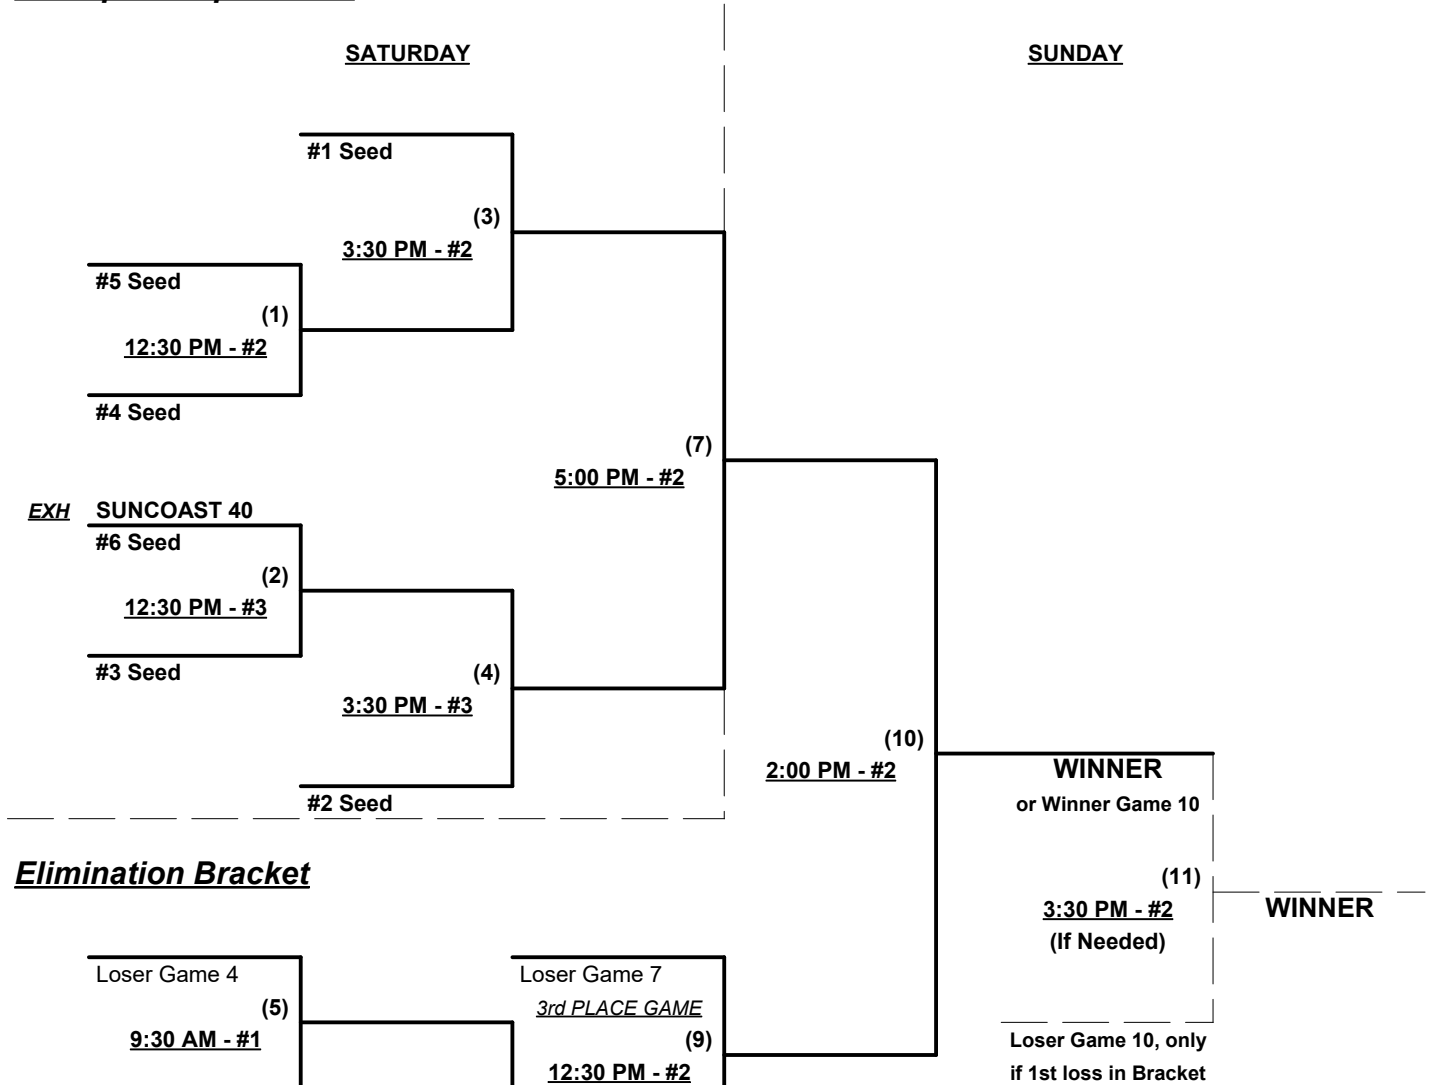 SATURDAY
SUNDAY
#1 Seed
(3)
3:30 PM - #2
#5 Seed
(1)
12:30 PM - #2
#4 Seed
(7)
5:00 PM - #2
EXH SUNCOAST 40
#6 Seed
(2)
12:30 PM - #3
#3 Seed
(4)
3:30 PM - #3
#2 Seed
(10)
2:00 PM - #2
WINNER
or Winner Game 10
Elimination Bracket
(11)
3:30 PM - #2
(If Needed)
WINNER
Loser Game 4
(5)
9:30 AM - #1
Loser Game 7
3rd PLACE GAME
(9)
12:30 PM - #2
Loser Game 10, only
if 1st loss in Bracket